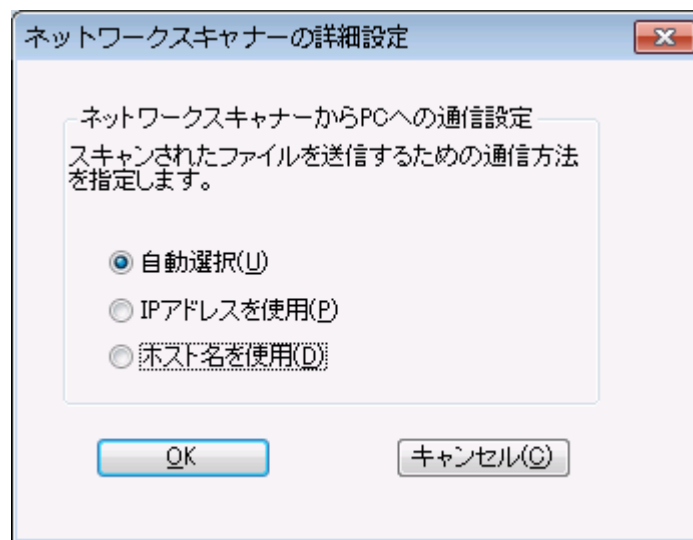 ネットワークスキャナーの詳細設定
ネットワークスキャナーからPCへの通信設定
スキャンされたファイルを送信するための通信方法
を指定します。
自動選択(U)
IPアドレスを使用(P)
ホスト名を使用(D)
OK
キャンセル(C)